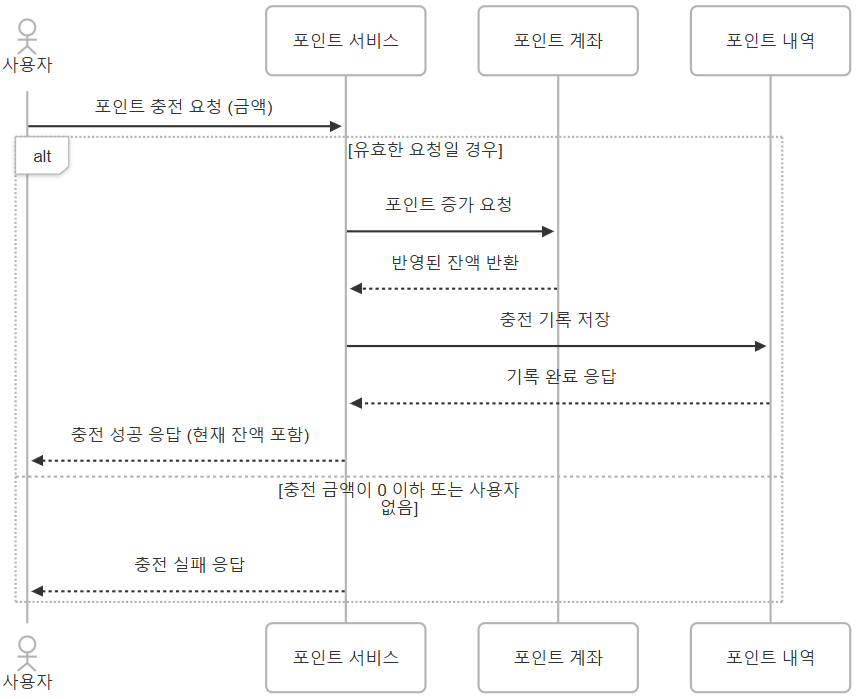 사용자
포인트 서비스
포인트 계좌
포인트 내역
포인트 충전 요청 (금액)
alt
[유효한 요청일 경우]
포인트 증가 요청
반영된 잔액 반환
충전 기록 저장
기록 완료 응답
충전 성공 응답 (현재 잔액 포함)
[충전 금액이 0 이하 또는 사용자
없음]
충전 실패 응답
사용자
포인트 서비스
포인트 계좌
포인트 내역